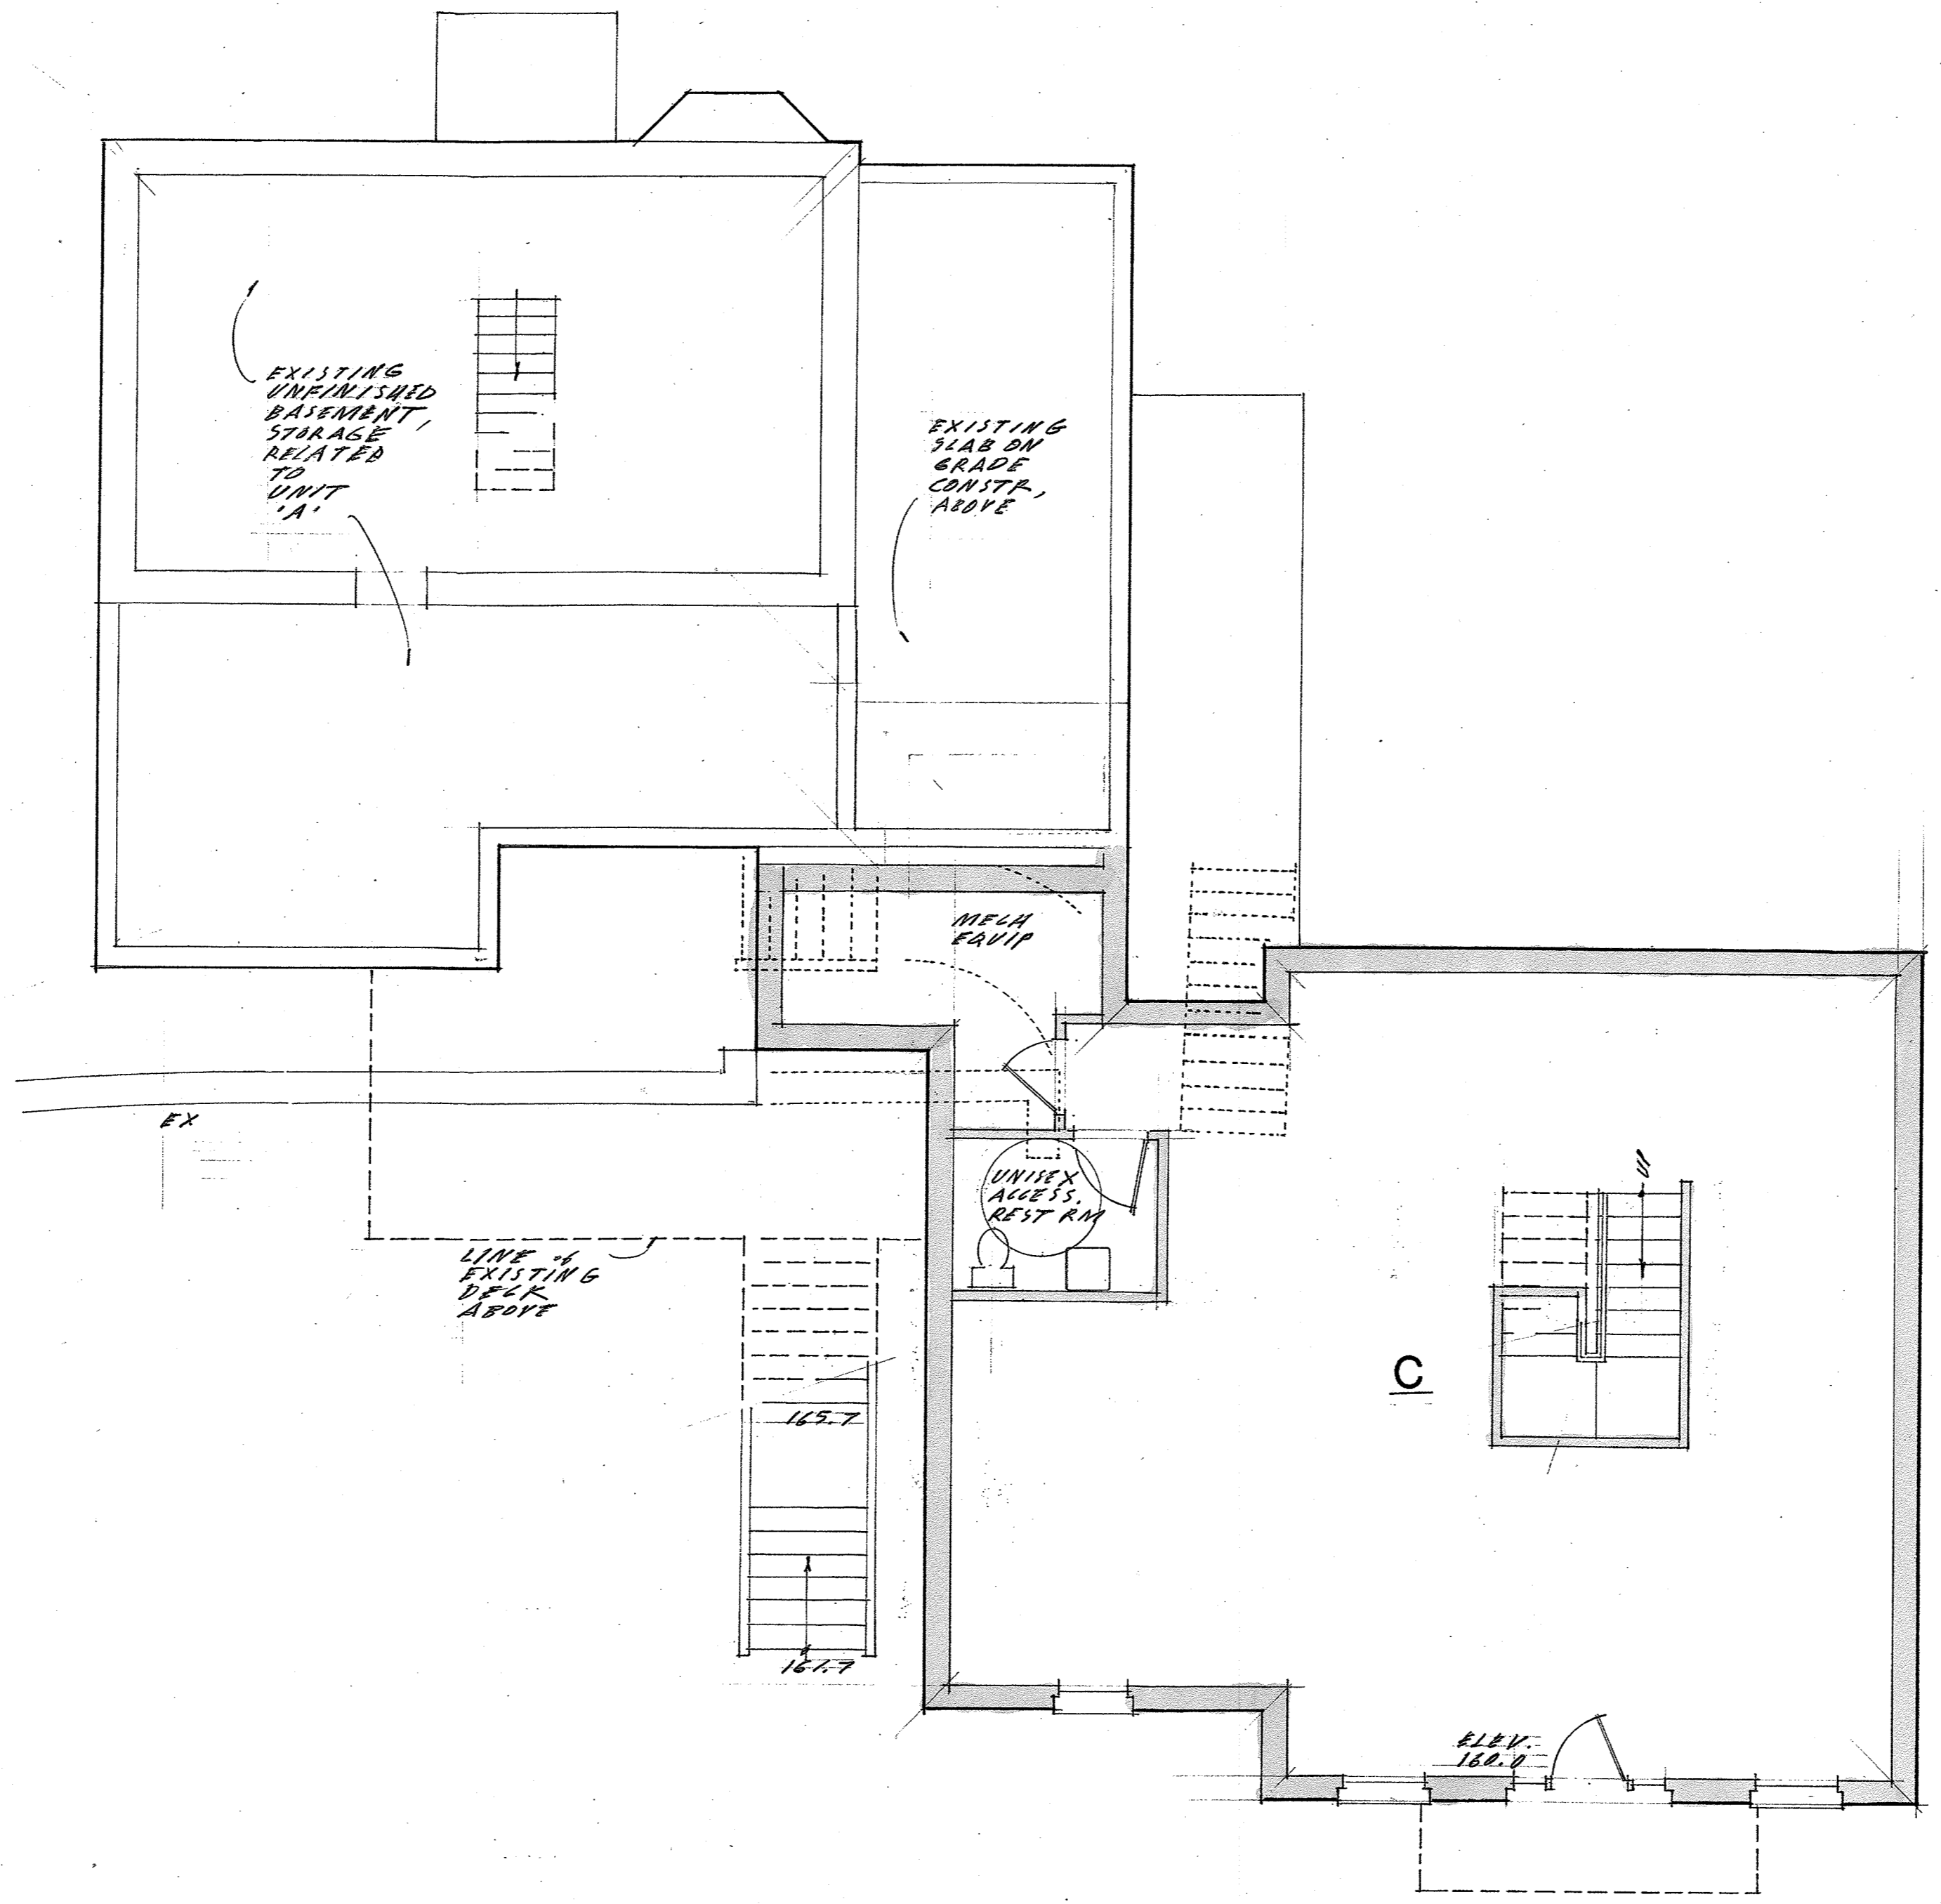 EXISTING
UNFINISHED
BASEMENT,
STORAGE
RELATED
TO
UNIT
'A'
EXISTING
SLAB ON
GRADE
CONSTR,
ABOVE
MECH
EQUIP
EX
UNISEX
ACCESS.
REST RM
UP
LINE of
EXISTING
DECK
ABOVE
C
165.7
161.7
ELEV.
160.0